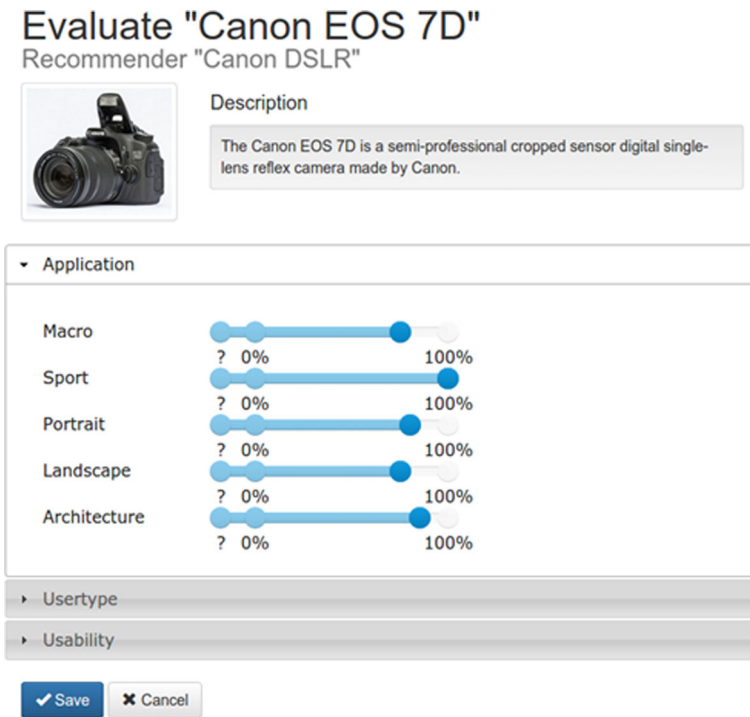 Evaluate "Canon EOS 7D"
Recommender "Canon DSLR"
Description
The Canon EOS 7D is a semi-professional cropped sensor digital single-
lens reflex camera made by Canon.
Application
Macro
? 0% 100%
Sport
? 0% 100%
Portrait
? 0% 100%
Landscape
? 0% 100%
Architecture
? 0% 100%
Usertype
Usability
Save Cancel